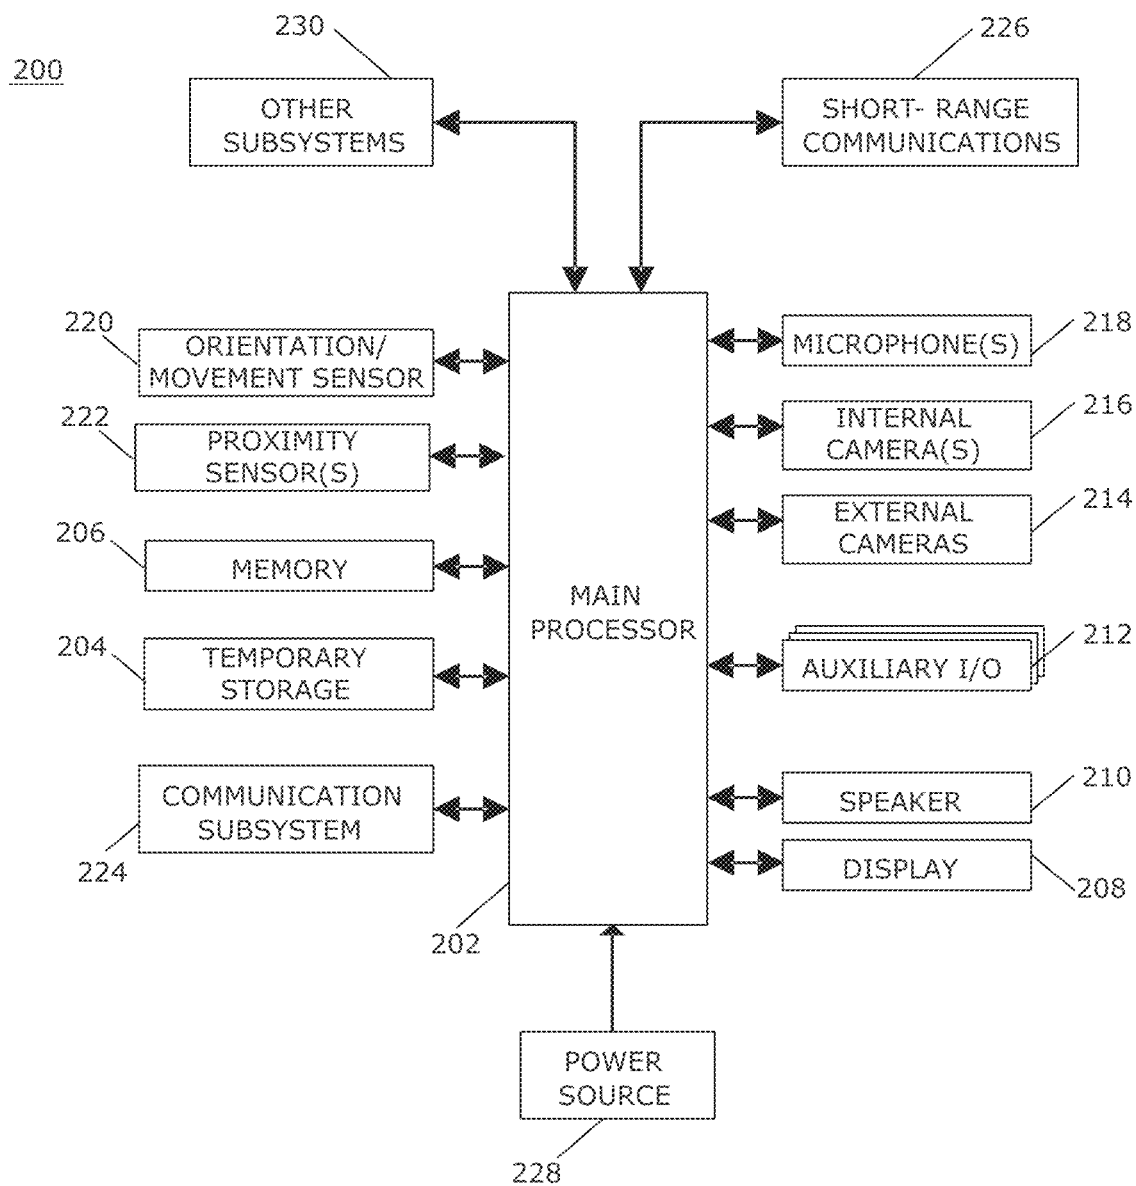 230
226
200
OTHER
SUBSYSTEMS
SHORT- RANGE
COMMUNICATIONS
220
ORIENTATION/
MOVEMENT SENSOR
222
PROXIMITY
SENSOR(S)
206
MEMORY
204
TEMPORARY
STORAGE
COMMUNICATION
SUBSYSTEM
224
MAIN
PROCESSOR
202
MICROPHONE(S)
218
INTERNAL
CAMERA(S)
216
EXTERNAL
CAMERAS
214
AUXILIARY I/O
212
SPEAKER
210
DISPLAY
208
POWER
SOURCE
228